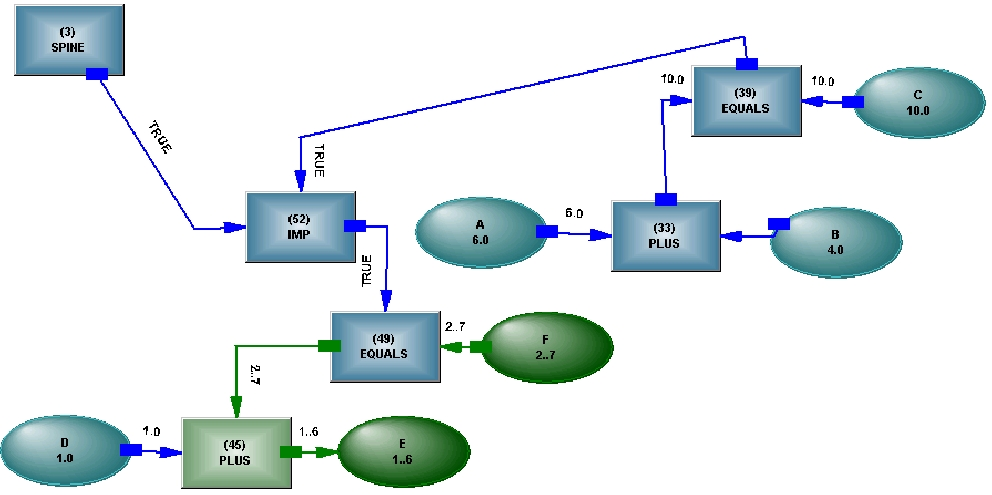 (3)
SPINE
TRUE
TRUE
10.0
(39)
EQUALS
10.0
C
10.0
(52)
IMP
A
6.0
6.0
(33)
PLUS
B
4.0
TRUE
(49)
EQUALS
2..7
F
2..7
2..7
D
1.0
1.0
(45)
PLUS
1..6
E
1..6